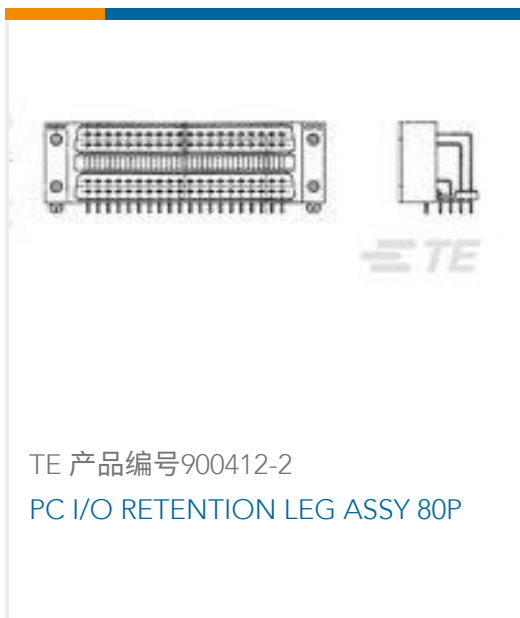 TE
TE 产品编号900412-2
PC I/O RETENTION LEG ASSY 80P